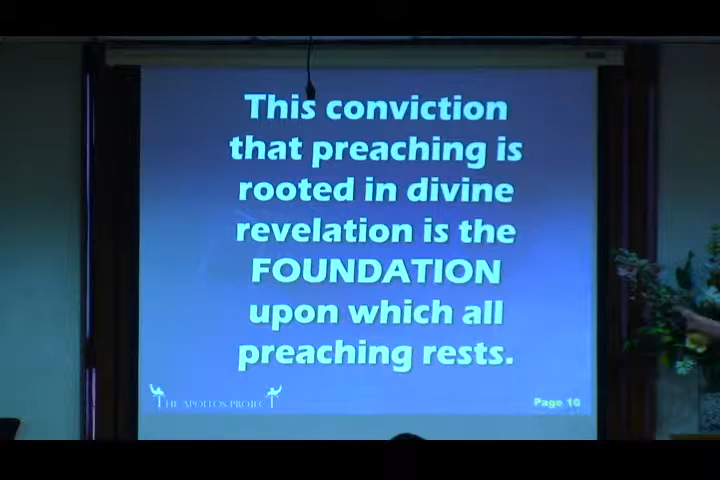 This conviction
that preaching is
rooted in divine
revelation is the
FOUNDATION
upon which all
preaching rests.
THE APOLLOS PROJECT
Page 10